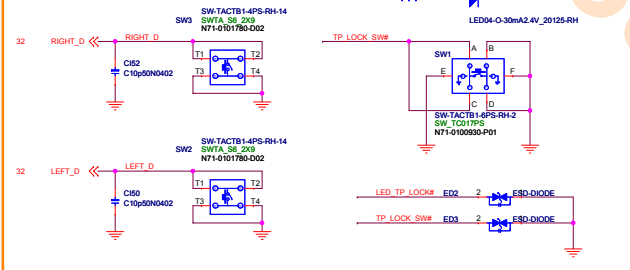 SW-TACTB1-4PS-RH-14
SW3 SWTA_S6_2X9
N71-0101780-D02
32 RIGHT_D RIGHT_D
T1 T2
T3 T4
CI52
C10p50N0402
SW-TACTB1-4PS-RH-14
SW2 SWTA_S6_2X9
N71-0101780-D02
32 LEFT_D LEFT_D
T1 T2
T3 T4
CI50
C10p50N0402
LED04-O-30mA2.4V_20125-RH
TP_LOCK_SW#
A B
SW1
E F
C D
SW-TACTB1-6PS-RH-2
SW_TC017PS
N71-0100930-P01
LED_TP_LOCK# ED2 2 1 ESD-DIODE
TP_LOCK_SW# ED3 2 1 ESD-DIODE